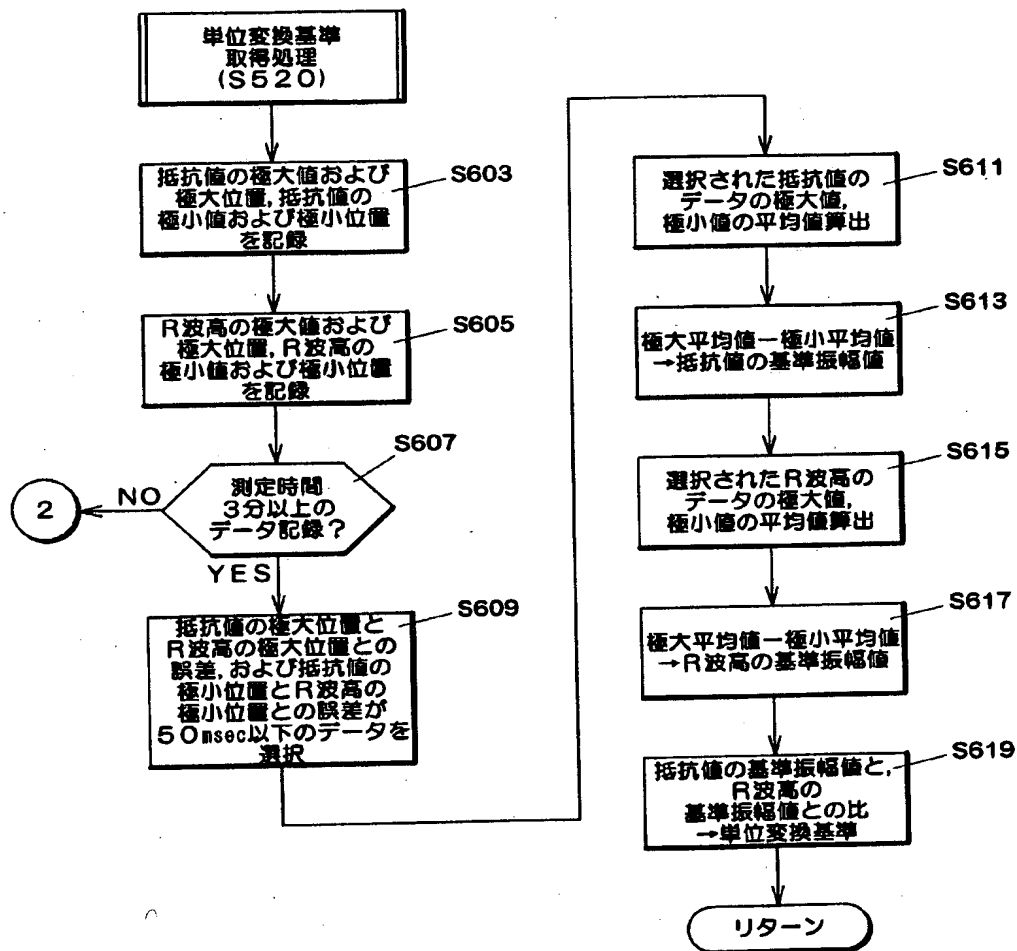 単位変換基準
取得処理
(S520)
抵抗値の極大値および
極大位置,抵抗値の
極小値および極小位置
を記録
S603
R波高の極大値および
極大位置,R波高の
極小値および極小位置
を記録
S605
S607
測定時間
3分以上の
データ記録?
NO
2
YES
S609
抵抗値の極大位置と
R波高の極大位置との
誤差,および抵抗値の
極小位置とR波高の
極小位置との誤差が
50msec以下のデータを
選択
S611
選択された抵抗値の
データの極大値,
極小値の平均値算出
S613
極大平均値ー極小平均値
→抵抗値の基準振幅値
S615
選択されたR波高の
データの極大値,
極小値の平均値算出
S617
極大平均値ー極小平均値
→R波高の基準振幅値
S619
抵抗値の基準振幅値と,
R波高の
基準振幅値との比
→単位変換基準
リターン